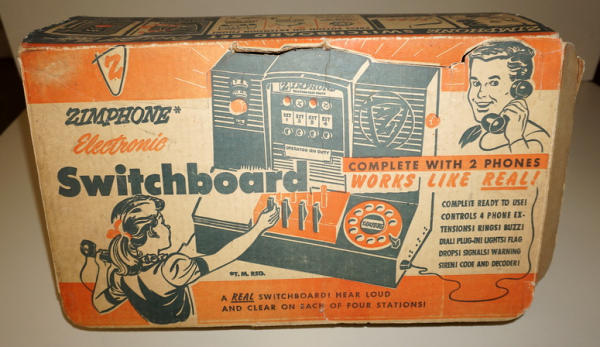 ZIMPHONE
SWITCHBOARD
Z
ZIMPHONE*
Electronic
Switchboard
ZIMPHONE
EXT 1 EXT 2 EXT 3 EXT 4
OPERATOR ON DUTY
Z
COMPLETE WITH 2 PHONES
WORKS LIKE REAL!
COMPLETE READY TO USE!
CONTROLS 4 PHONE EX-
TENSIONS! RINGS! BUZZ!
DIAL! PLUG-IN! LIGHTS! FLAG
DROPS! SIGNALS! WARNING
SIREN! CODE AND DECODER!
*T. M. REG.
A REAL SWITCHBOARD! HEAR LOUD
AND CLEAR ON EACH OF FOUR STATIONS!